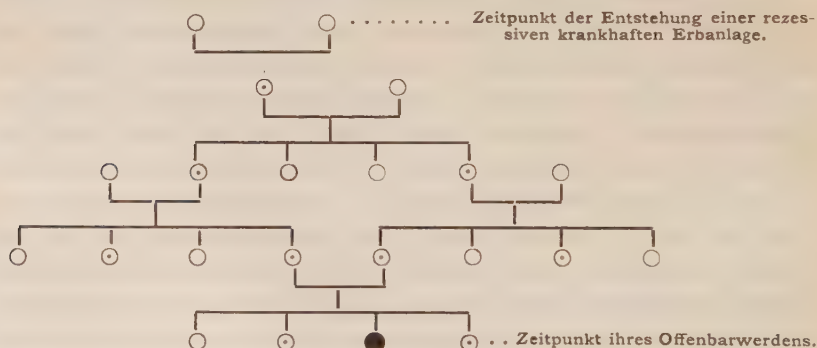 ........ Zeitpunkt der Entstehung einer rezes-
siven krankhaften Erbanlage.
.. Zeitpunkt ihres Offenbarwerdens.